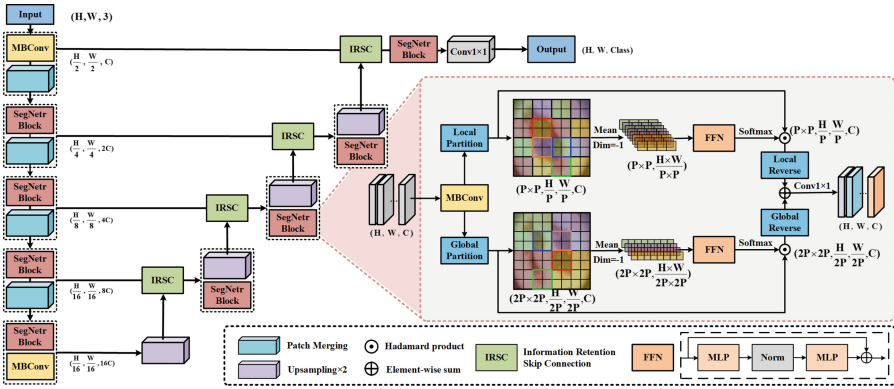 Input
(H,W, 3)
MBConv
(H/2, W/2, C)
SegNetr
Block
(H/4, W/4, 2C)
SegNetr
Block
(H/8, W/8, 4C)
SegNetr
Block
(H/16, W/16, 8C)
SegNetr
Block
MBConv
(H/16, W/16, 16C)
IRSC
SegNetr
Block
IRSC
SegNetr
Block
IRSC
SegNetr
Block
IRSC
SegNetr
Block
Conv1×1
Output
(H, W, Class)
(H, W, C)
MBConv
Local
Partition
(P×P, H/P, W/P, C)
Mean
Dim=-1
(P×P, H×W/P×P)
FFN
Softmax
(P×P, H/P, W/P, C)
Local
Reverse
Global
Partition
(2P×2P, H/2P, W/2P, C)
Mean
Dim=-1
(2P×2P, H×W/2P×2P)
FFN
Softmax
(2P×2P, H/2P, W/2P, C)
Global
Reverse
Conv1×1
(H, W, C)
Patch Merging
Upsampling×2
Hadamard product
Element-wise sum
IRSC
Information Retention
Skip Connection
FFN
MLP
Norm
MLP